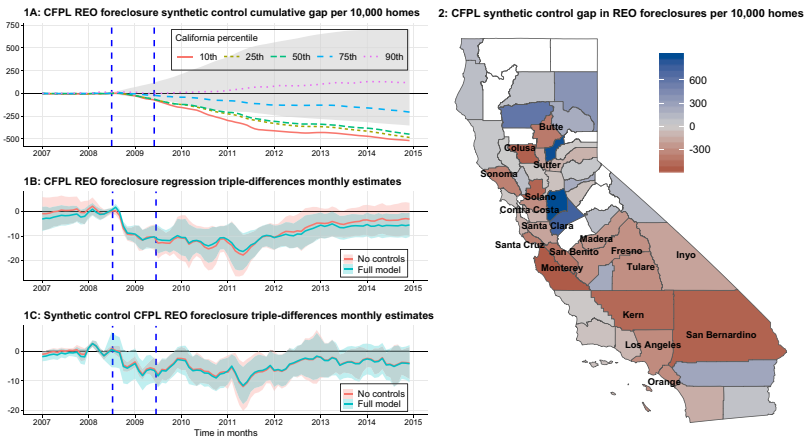 1A: CFPL REO foreclosure synthetic control cumulative gap per 10,000 homes
750
500
250
0
-250
-500
California percentile
10th 25th 50th 75th 90th
2007 2008 2009 2010 2011 2012 2013 2014 2015
1B: CFPL REO foreclosure regression triple-differences monthly estimates
0
-10
-20
No controls
Full model
2007 2008 2009 2010 2011 2012 2013 2014 2015
1C: Synthetic control CFPL REO foreclosure triple-differences monthly estimates
0
-10
-20
No controls
Full model
2007 2008 2009 2010 2011 2012 2013 2014 2015
Time in months
2: CFPL synthetic control gap in REO foreclosures per 10,000 homes
600
300
0
-300
Butte
Colusa
Sutter
Sonoma
Solano
Contra Costa
Santa Clara
Santa Cruz
Madera
San Benito
Fresno
Inyo
Monterey
Tulare
Kern
San Bernardino
Los Angeles
Orange